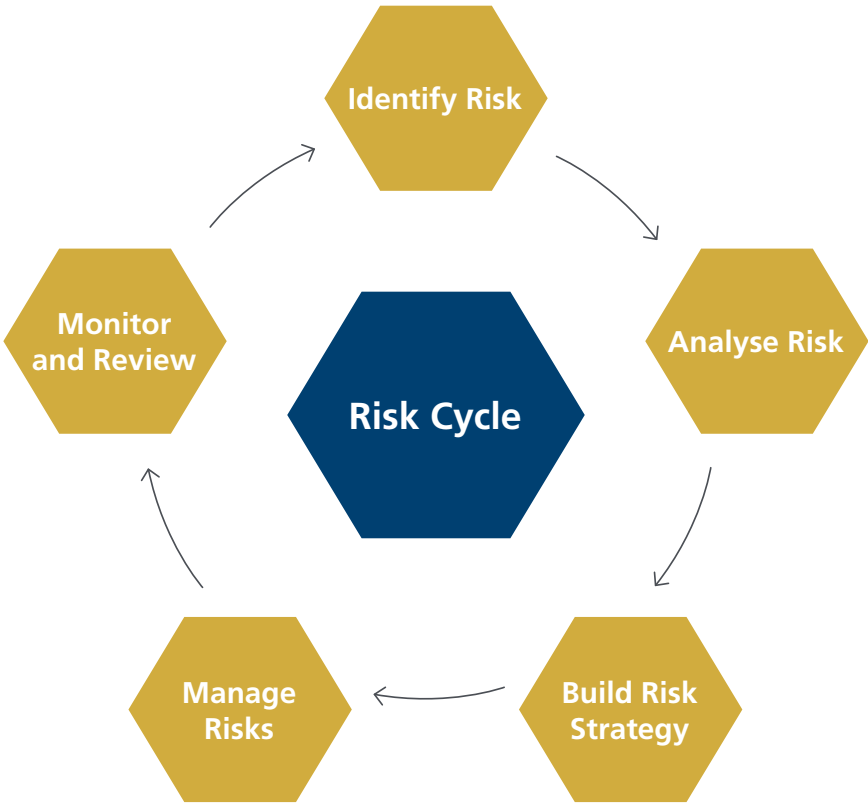 Identify Risk
Analyse Risk
Build Risk
Strategy
Manage
Risks
Monitor
and Review
Risk Cycle